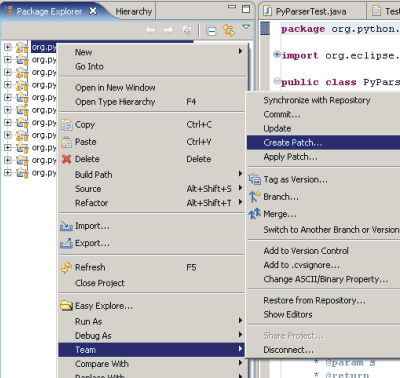 Package Explorer
Hierarchy
PyParserTest.java
Test
org.py
org.py
org.py
org.py
org.py
org.py
org.py
org.py
org.py
org.py
package org.python.
import org.eclipse.
public class PyPars
New
Go Into
Open in New Window
Open Type Hierarchy F4
Copy Ctrl+C
Paste Ctrl+V
Delete Delete
Build Path
Source Alt+Shift+S
Refactor Alt+Shift+T
Import...
Export...
Refresh F5
Close Project
Easy Explore...
Run As
Debug As
Team
Compare With
Replace With
Synchronize with Repository
Commit...
Update
Create Patch...
Apply Patch...
Tag as Version...
Branch...
Merge...
Switch to Another Branch or Version
Add to Version Control
Add to .cvsignore...
Change ASCII/Binary Property...
Restore from Repository...
Show Editors
Share Project...
Disconnect...
* @param s
* @return